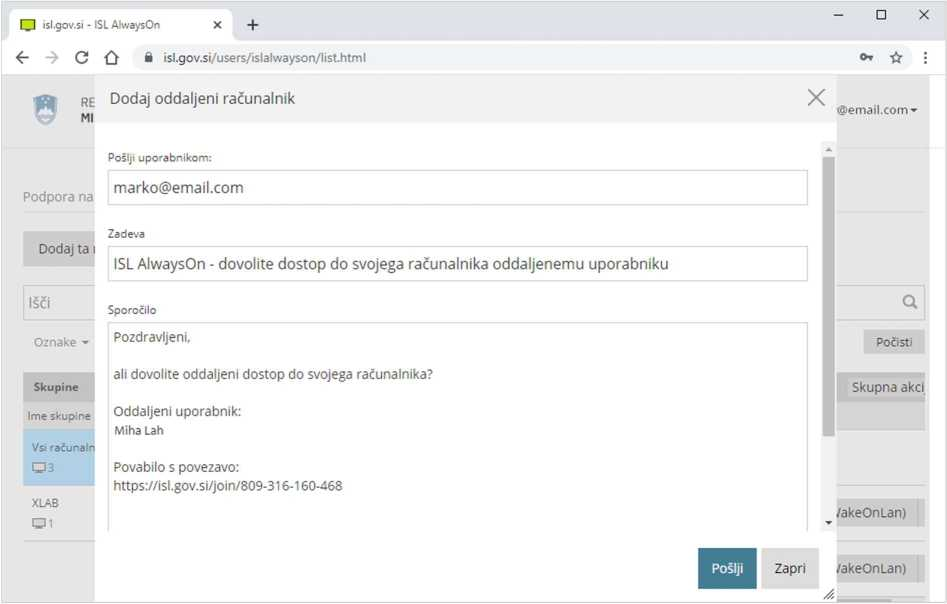 isl.gov.si - ISL AlwaysOn
isl.gov.si/users/islalwayson/list.html
RE
MI
@email.com
Dodaj oddaljeni računalnik
Podpora na
Dodaj ta
Išči
Oznake
Počisti
Skupine
Skupna akcij
Ime skupine
Vsi računaln
3
XLAB
1
WakeOnLan)
WakeOnLan)
Pošlji uporabnikom:
marko@email.com
Zadeva
ISL AlwaysOn - dovolite dostop do svojega računalnika oddaljenemu uporabniku
Sporočilo
Pozdravljeni,
ali dovolite oddaljeni dostop do svojega računalnika?
Oddaljeni uporabnik:
Miha Lah
Povabilo s povezavo:
https://isl.gov.si/join/809-316-160-468
Pošlji
Zapri